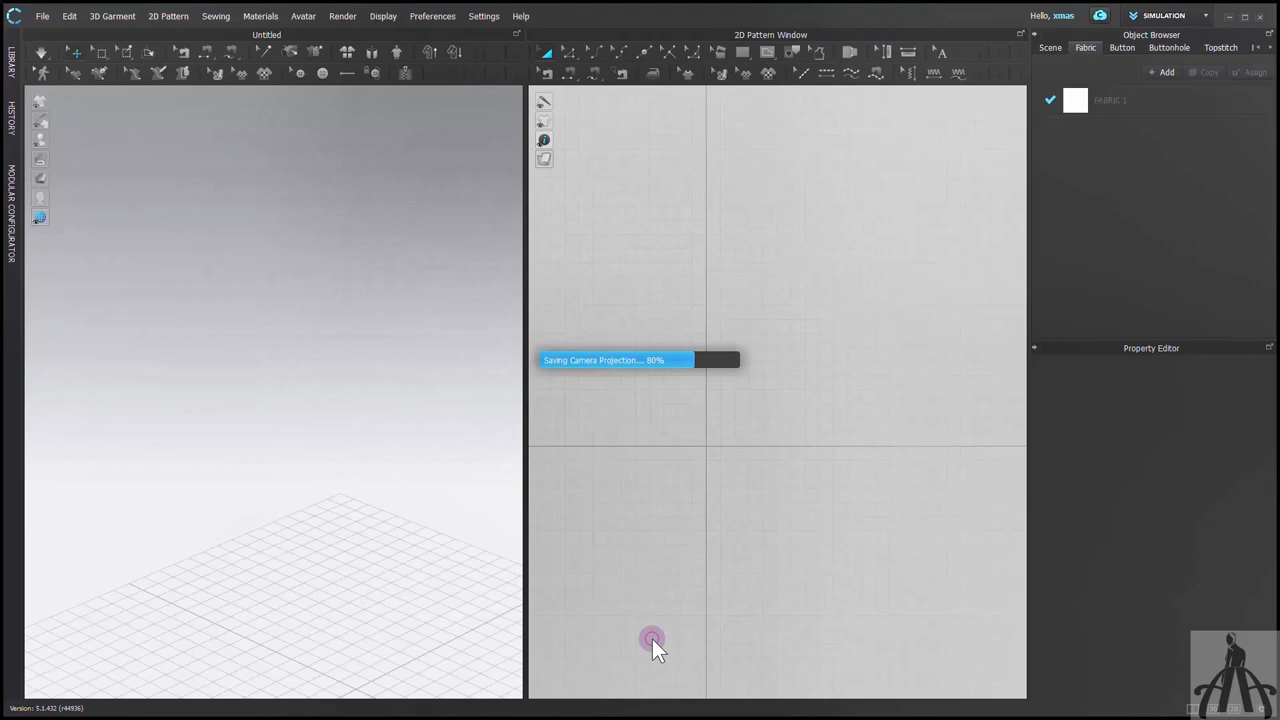 File Edit 3D Garment 2D Pattern Sewing Materials Avatar Render Display Preferences Settings Help
Hello, xmas
SIMULATION
Untitled
2D Pattern Window
Object Browser
Scene Fabric Button Buttonhole Topstitch
+ Add Copy Assign
FABRIC 1
LIBRARY
HISTORY
MODULAR CONFIGURATOR
Property Editor
Saving Camera Projection... 80%
Version: 5.1.432 (r44936)